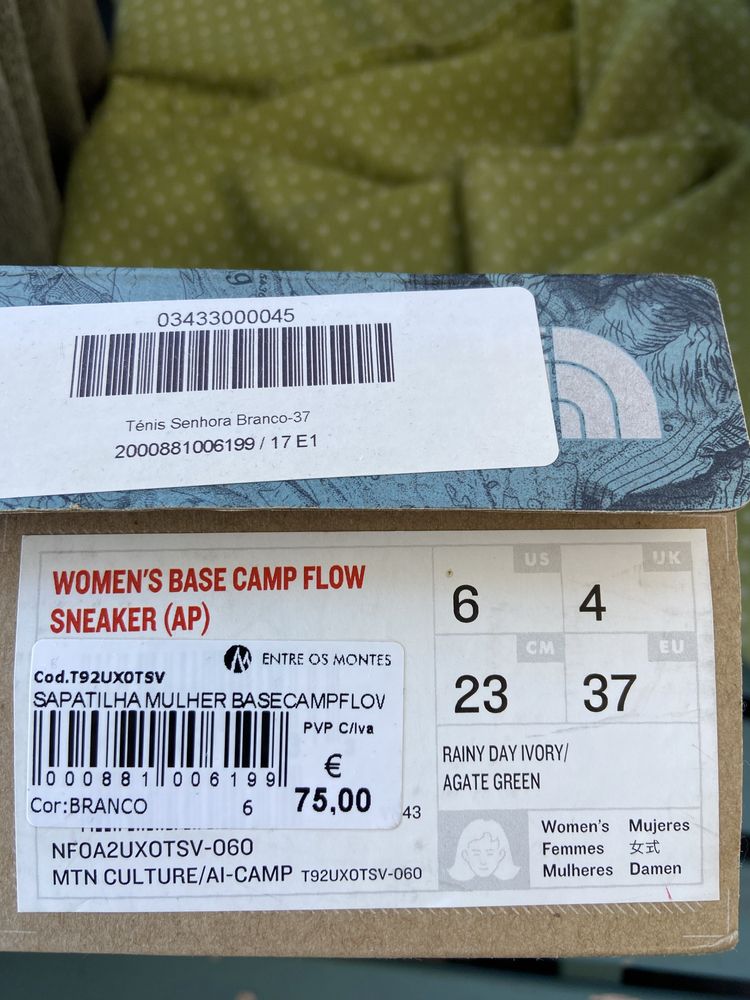 03433000045
Ténis Senhora Branco-37
2000881006199 / 17 E1
WOMEN'S BASE CAMP FLOW
SNEAKER (AP)
US
6
UK
4
CM
23
EU
37
ENTRE OS MONTES
Cod.T92UX0TSV
SAPATILHA MULHER BASECAMPFLOV
PVP C/Iva
€
75,00
000881 006199
Cor:BRANCO 6
43
RAINY DAY IVORY/
AGATE GREEN
NF0A2UX0TSV-060
MTN CULTURE/AI-CAMP T92UX0TSV-060
Women's Mujeres
Femmes 女式
Mulheres Damen